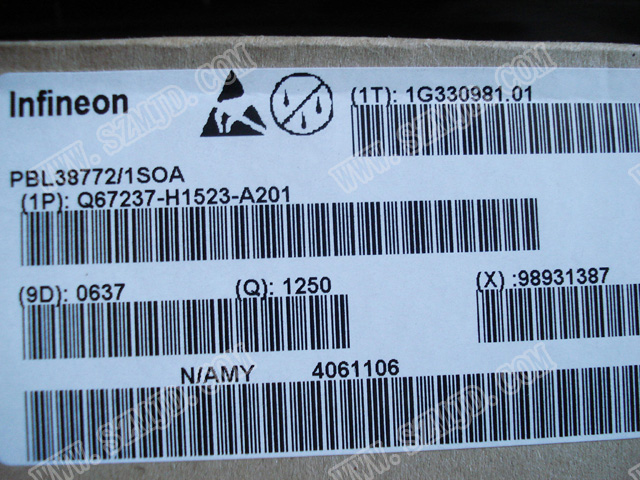 Infineon
(1T): 1G330981.01
PBL38772/1SOA
(1P): Q67237-H1523-A201
(9D): 0637 (Q): 1250 (X) :98931387
N/AMY 4061106
WWW.SZMJD.COM